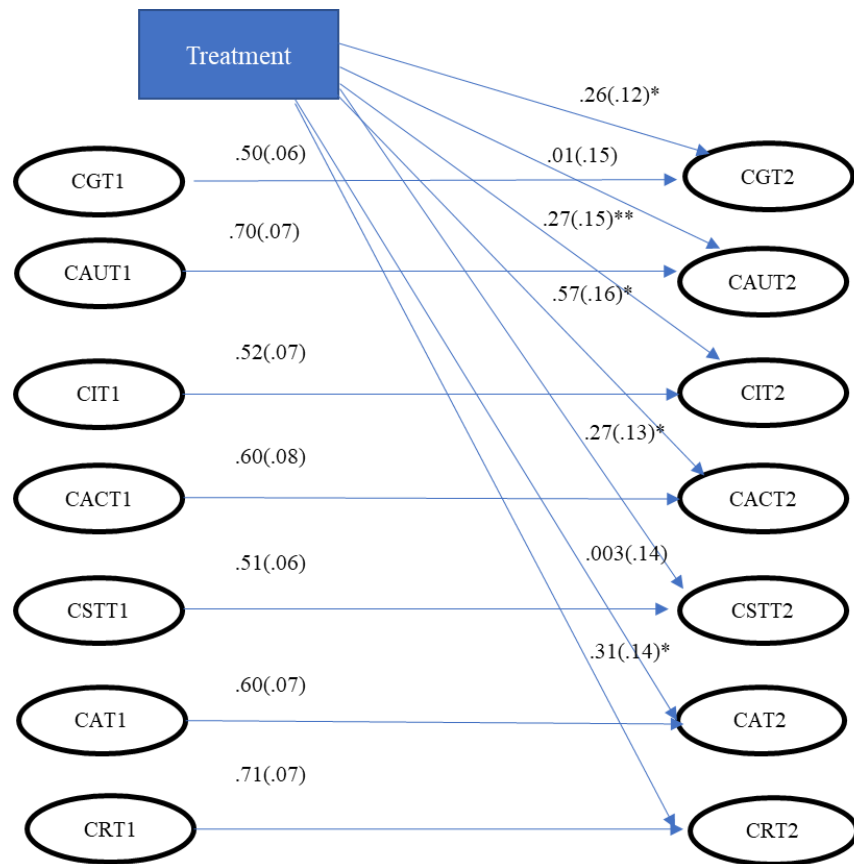 Treatment
.26(.12)*
.50(.06)
.01(.15)
CGT1
CGT2
.27(.15)**
.70(.07)
CAUT1
CAUT2
.57(.16)*
.52(.07)
CIT1
CIT2
.27(.13)*
.60(.08)
CACT1
CACT2
.003(.14)
.51(.06)
CSTT1
CSTT2
.31(.14)*
.60(.07)
CAT1
CAT2
.71(.07)
CRT1
CRT2